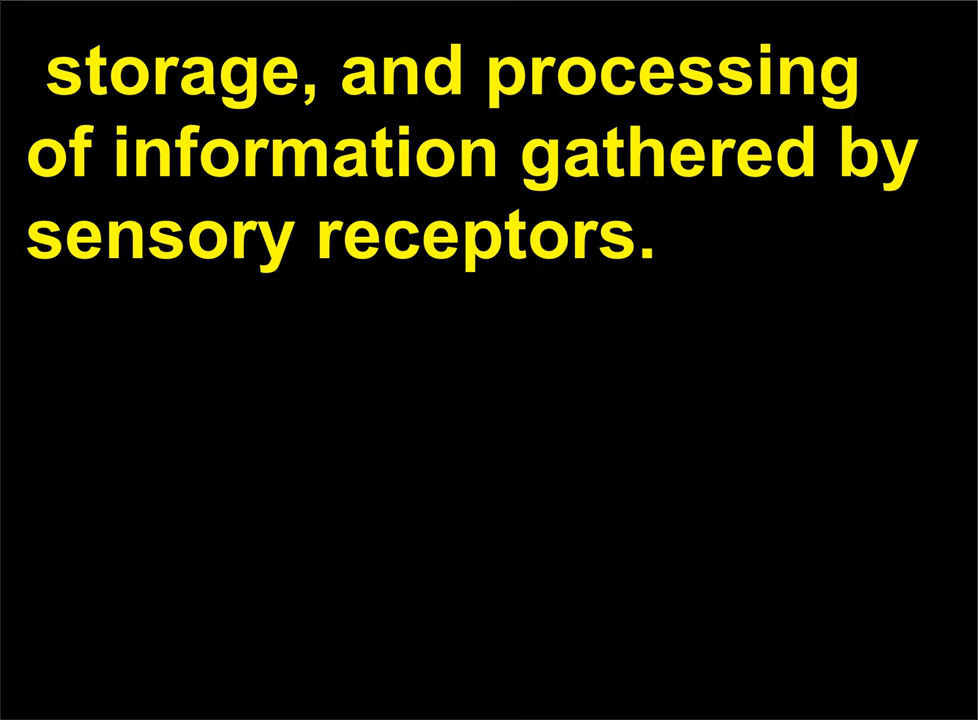 storage, and processing
of information gathered by
sensory receptors.